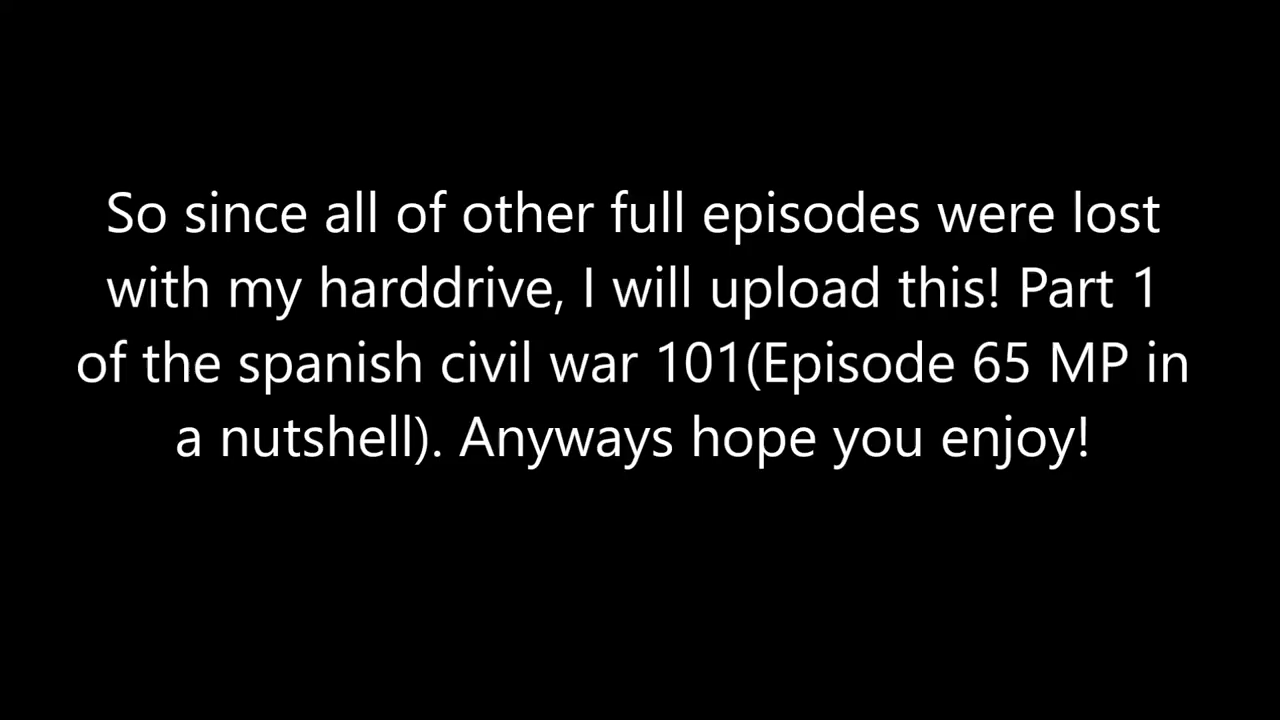 So since all of other full episodes were lost
with my harddrive, I will upload this! Part 1
of the spanish civil war 101(Episode 65 MP in
a nutshell). Anyways hope you enjoy!